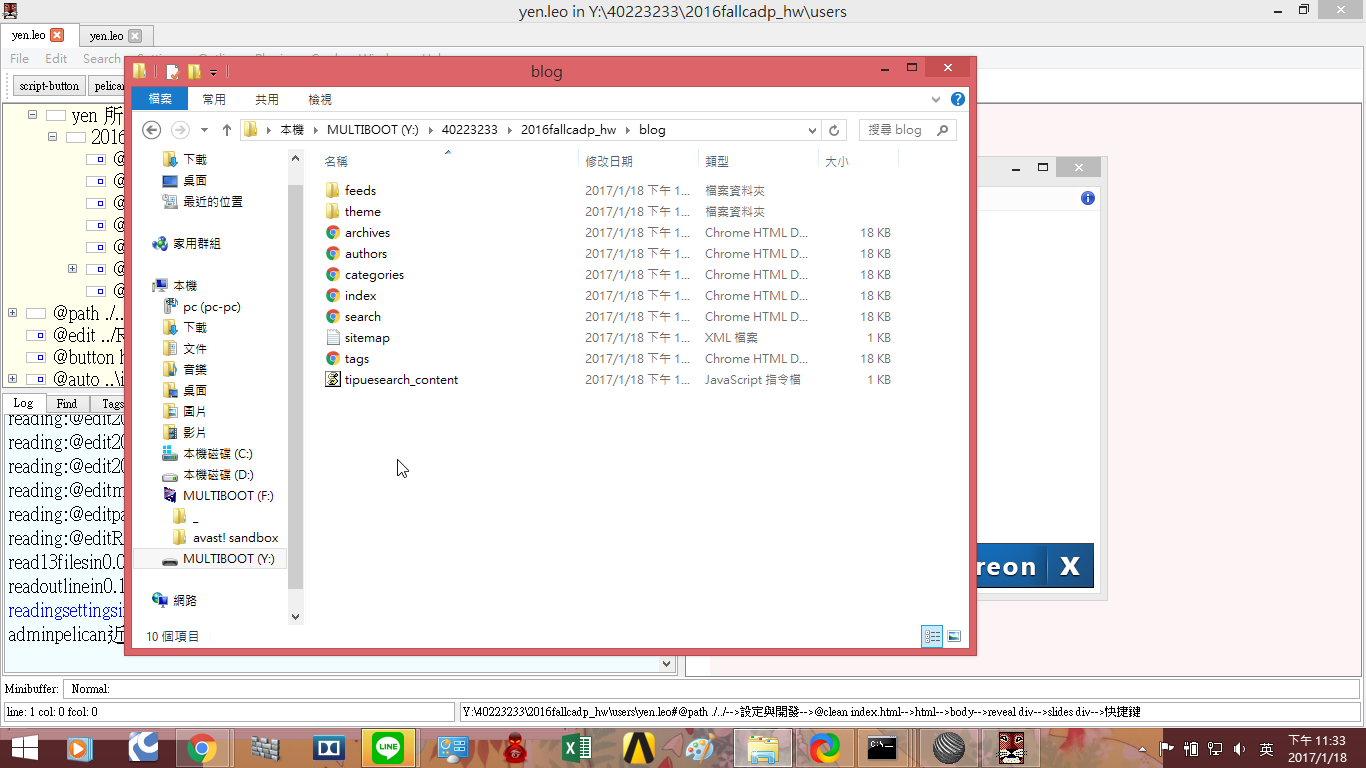 yen.leo in Y:\40223233\2016fallcadp_hw\users
yen.leo
yen.leo
File Edit Search
script-button
blog
檔案 常用 共用 檢視
本機 MULTIBOOT (Y:) 40223233 2016fallcadp_hw blog
搜尋 blog
yen 所
2016
@
@
@
@
@
@
@
@path ./..
@edit ../R
@button h
@auto ..\i
Log Find Tags
reading:@edit20
reading:@edit20
reading:@edit20
reading:@editm
reading:@editpa
reading:@editR
read13filesin0.0
readoutlinein0.1
readingsettingsi
adminpelican近
下載
桌面
最近的位置
家用群組
本機
pc (pc-pc)
下載
文件
音樂
桌面
圖片
影片
本機磁碟 (C:)
本機磁碟 (D:)
MULTIBOOT (F:)
_
avast! sandbox
MULTIBOOT (Y:)
網路
名稱 修改日期 類型 大小
feeds 2017/1/18 下午 1... 檔案資料夾
theme 2017/1/18 下午 1... 檔案資料夾
archives 2017/1/18 下午 1... Chrome HTML D... 18 KB
authors 2017/1/18 下午 1... Chrome HTML D... 18 KB
categories 2017/1/18 下午 1... Chrome HTML D... 18 KB
index 2017/1/18 下午 1... Chrome HTML D... 18 KB
search 2017/1/18 下午 1... Chrome HTML D... 18 KB
sitemap 2017/1/18 下午 1... XML 檔案 1 KB
tags 2017/1/18 下午 1... Chrome HTML D... 18 KB
tipuesearch_content 2017/1/18 下午 1... JavaScript 指令檔 1 KB
10 個項目
reon X
Minibuffer: Normal:
line: 1 col: 0 fcol: 0
Y:\40223233\2016fallcadp_hw\users\yen.leo#@path ./../-->設定與開發-->@clean index.html-->html-->body-->reveal div-->slides div-->快捷鍵
LINE
英
下午 11:33
2017/1/18